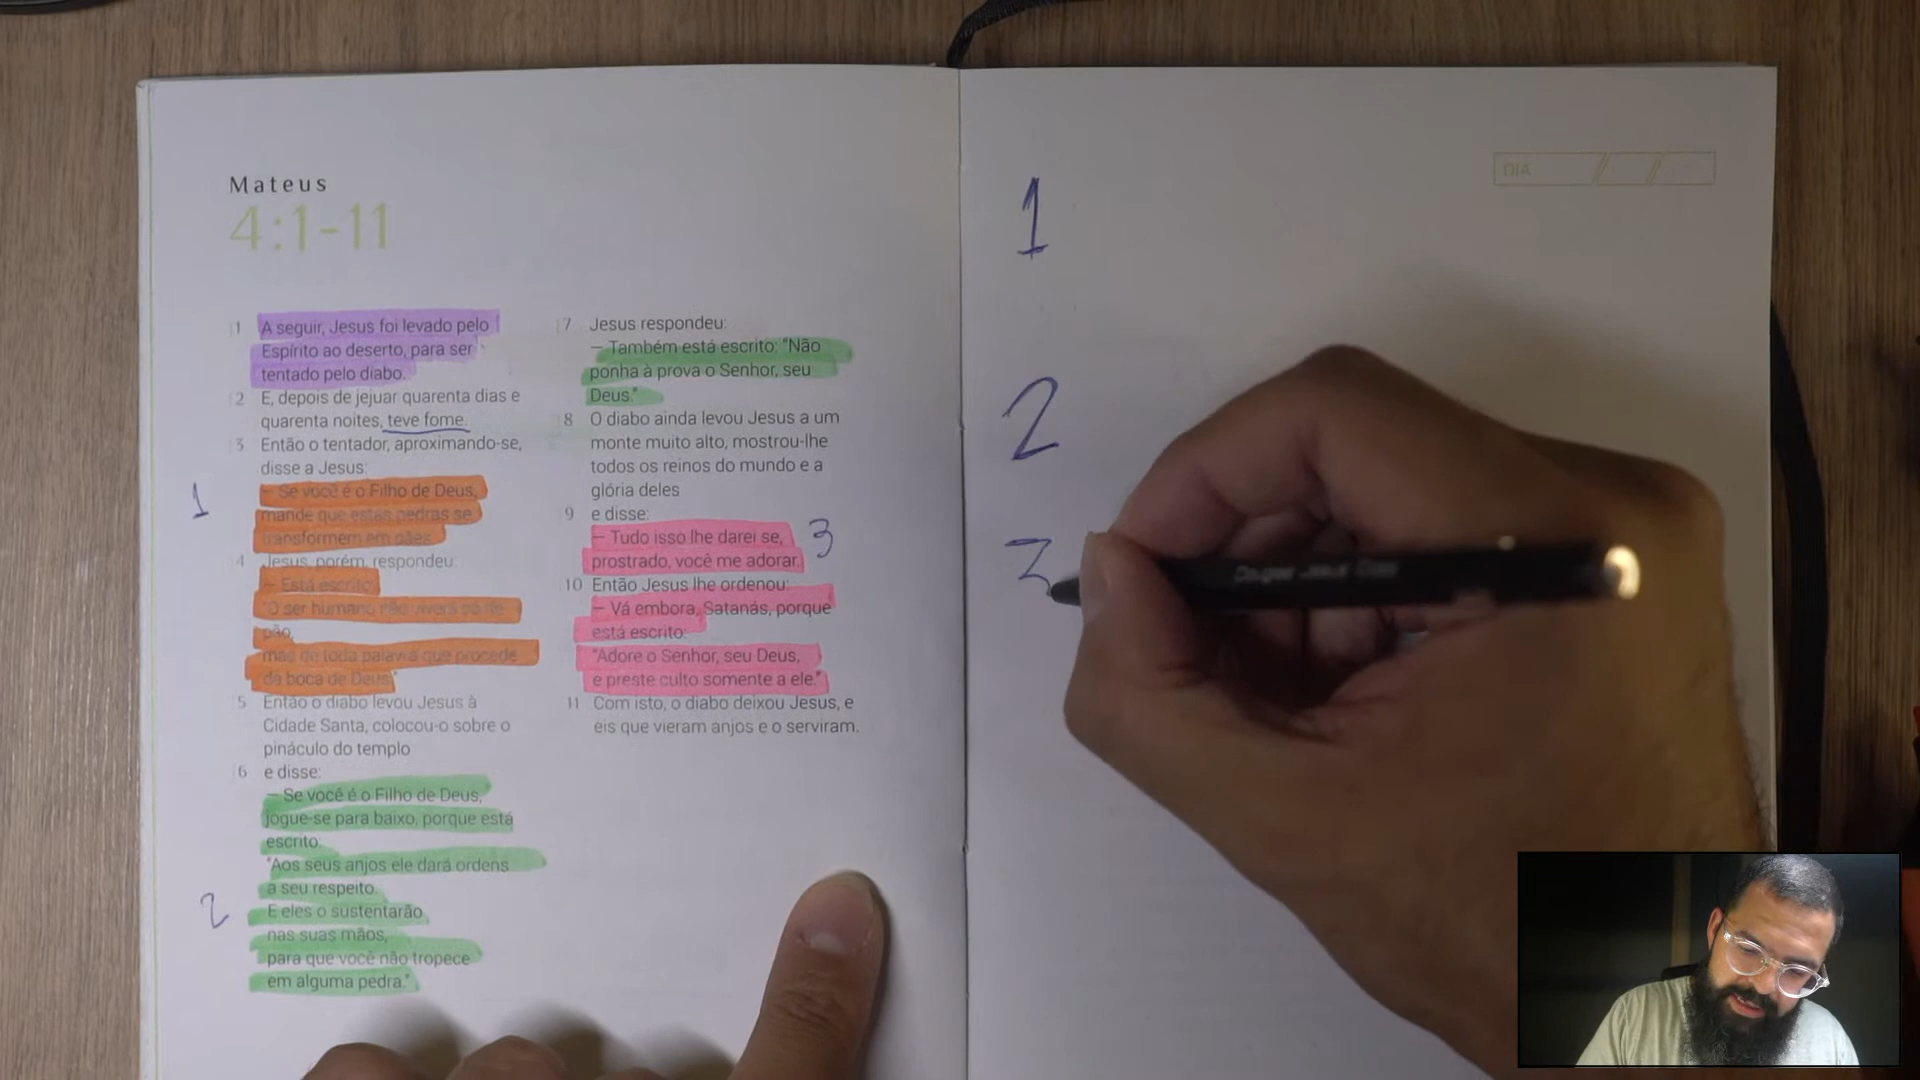 Mateus
4:1-11
1 A seguir, Jesus foi levado pelo
Espírito ao deserto, para ser
tentado pelo diabo.
2 E, depois de jejuar quarenta dias e
quarenta noites, teve fome.
3 Então o tentador, aproximando-se,
disse a Jesus:
1
— Se você é o Filho de Deus,
mande que estas pedras se
transformem em pães.
4 Jesus, porém, respondeu:
— Está escrito:
"O ser humano não viverá só de
pão,
mas de toda palavra que procede
da boca de Deus."
5 Então o diabo levou Jesus à
Cidade Santa, colocou-o sobre o
pináculo do templo
6 e disse:
— Se você é o Filho de Deus,
jogue-se para baixo, porque está
escrito:
"Aos seus anjos ele dará ordens
a seu respeito.
2
E eles o sustentarão
nas suas mãos,
para que você não tropece
em alguma pedra."
7 Jesus respondeu:
— Também está escrito: "Não
ponha à prova o Senhor, seu
Deus."
8 O diabo ainda levou Jesus a um
monte muito alto, mostrou-lhe
todos os reinos do mundo e a
glória deles
9 e disse:
— Tudo isso lhe darei se,
prostrado, você me adorar.
3
10 Então Jesus lhe ordenou:
— Vá embora, Satanás, porque
está escrito:
"Adore o Senhor, seu Deus,
e preste culto somente a ele."
11 Com isto, o diabo deixou Jesus, e
eis que vieram anjos e o serviram.
DIA
1
2
3